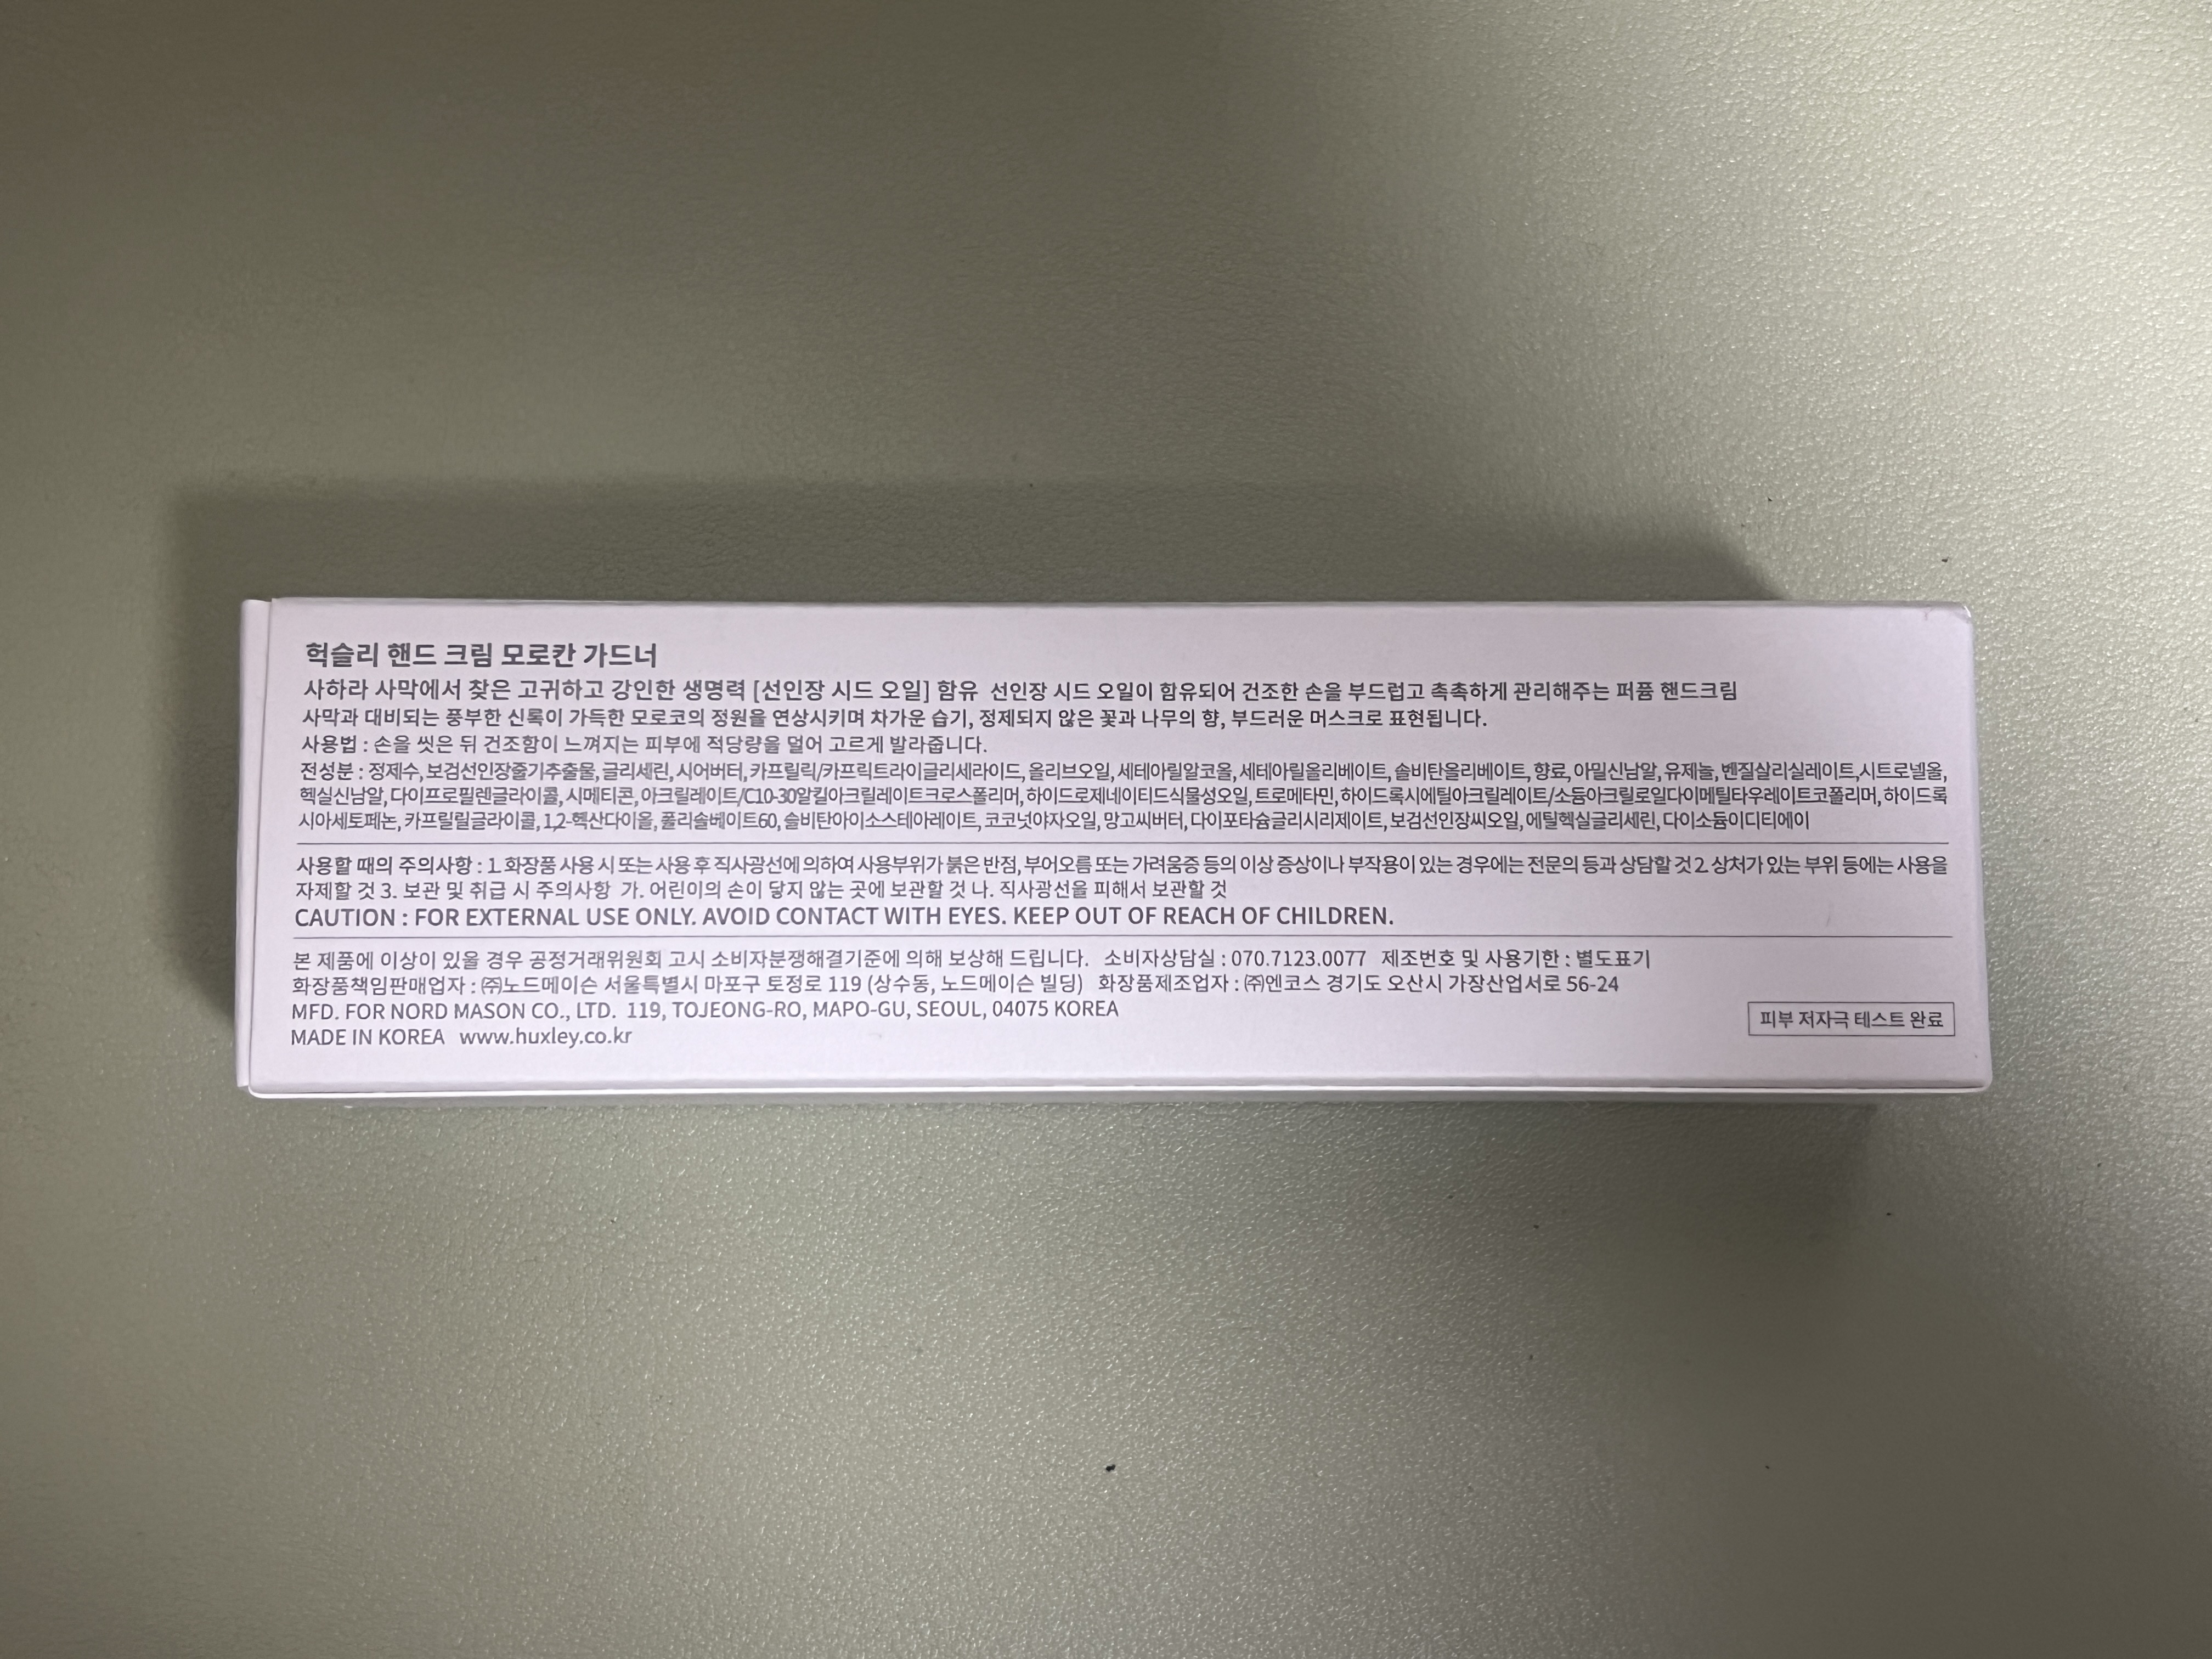 헉슬리 핸드 크림 모로칸 가드너
사하라 사막에서 찾은 고귀하고 강인한 생명력 [선인장 시드 오일] 함유 선인장 시드 오일이 함유되어 건조한 손을 부드럽고 촉촉하게 관리해주는 퍼퓸 핸드크림
사막과 대비되는 풍부한 신록이 가득한 모로코의 정원을 연상시키며 차가운 습기, 정제되지 않은 꽃과 나무의 향, 부드러운 머스크로 표현됩니다.
사용법 : 손을 씻은 뒤 건조함이 느껴지는 피부에 적당량을 덜어 고르게 발라줍니다.
전성분 : 정제수, 보검선인장줄기추출물, 글리세린, 시어버터, 카프릴릭/카프릭트라이글리세라이드, 올리브오일, 세테아릴알코올, 세테아릴올리베이트, 솔비탄올리베이트, 향료, 아밀신남알, 유제놀, 벤질살리실레이트, 시트로넬올,
헥실신남알, 다이프로필렌글라이콜, 시메티콘, 아크릴레이트/C10-30알킬아크릴레이트크로스폴리머, 하이드로제네이티드식물성오일, 트로메타민, 하이드록시에틸아크릴레이트/소듐아크릴로일다이메틸타우레이트코폴리머, 하이드록
시아세토페논, 카프릴릴글라이콜, 1,2-헥산다이올, 폴리솔베이트60, 솔비탄아이소스테아레이트, 코코넛야자오일, 망고씨버터, 다이포타슘글리시리제이트, 보검선인장씨오일, 에틸헥실글리세린, 다이소듐이디티에이
사용할 때의 주의사항 : 1. 화장품 사용 시 또는 사용 후 직사광선에 의하여 사용부위가 붉은 반점, 부어오름 또는 가려움증 등의 이상 증상이나 부작용이 있는 경우에는 전문의 등과 상담할 것 2. 상처가 있는 부위 등에는 사용을
자제할 것 3. 보관 및 취급 시 주의사항 가. 어린이의 손이 닿지 않는 곳에 보관할 것 나. 직사광선을 피해서 보관할 것
CAUTION : FOR EXTERNAL USE ONLY. AVOID CONTACT WITH EYES. KEEP OUT OF REACH OF CHILDREN.
본 제품에 이상이 있을 경우 공정거래위원회 고시 소비자분쟁해결기준에 의해 보상해 드립니다. 소비자상담실 : 070.7123.0077 제조번호 및 사용기한 : 별도표기
화장품책임판매업자 : ㈜노드메이슨 서울특별시 마포구 토정로 119 (상수동, 노드메이슨 빌딩) 화장품제조업자 : ㈜엔코스 경기도 오산시 가장산업서로 56-24
MFD. FOR NORD MASON CO., LTD. 119, TOJEONG-RO, MAPO-GU, SEOUL, 04075 KOREA
MADE IN KOREA www.huxley.co.kr
피부 저자극 테스트 완료